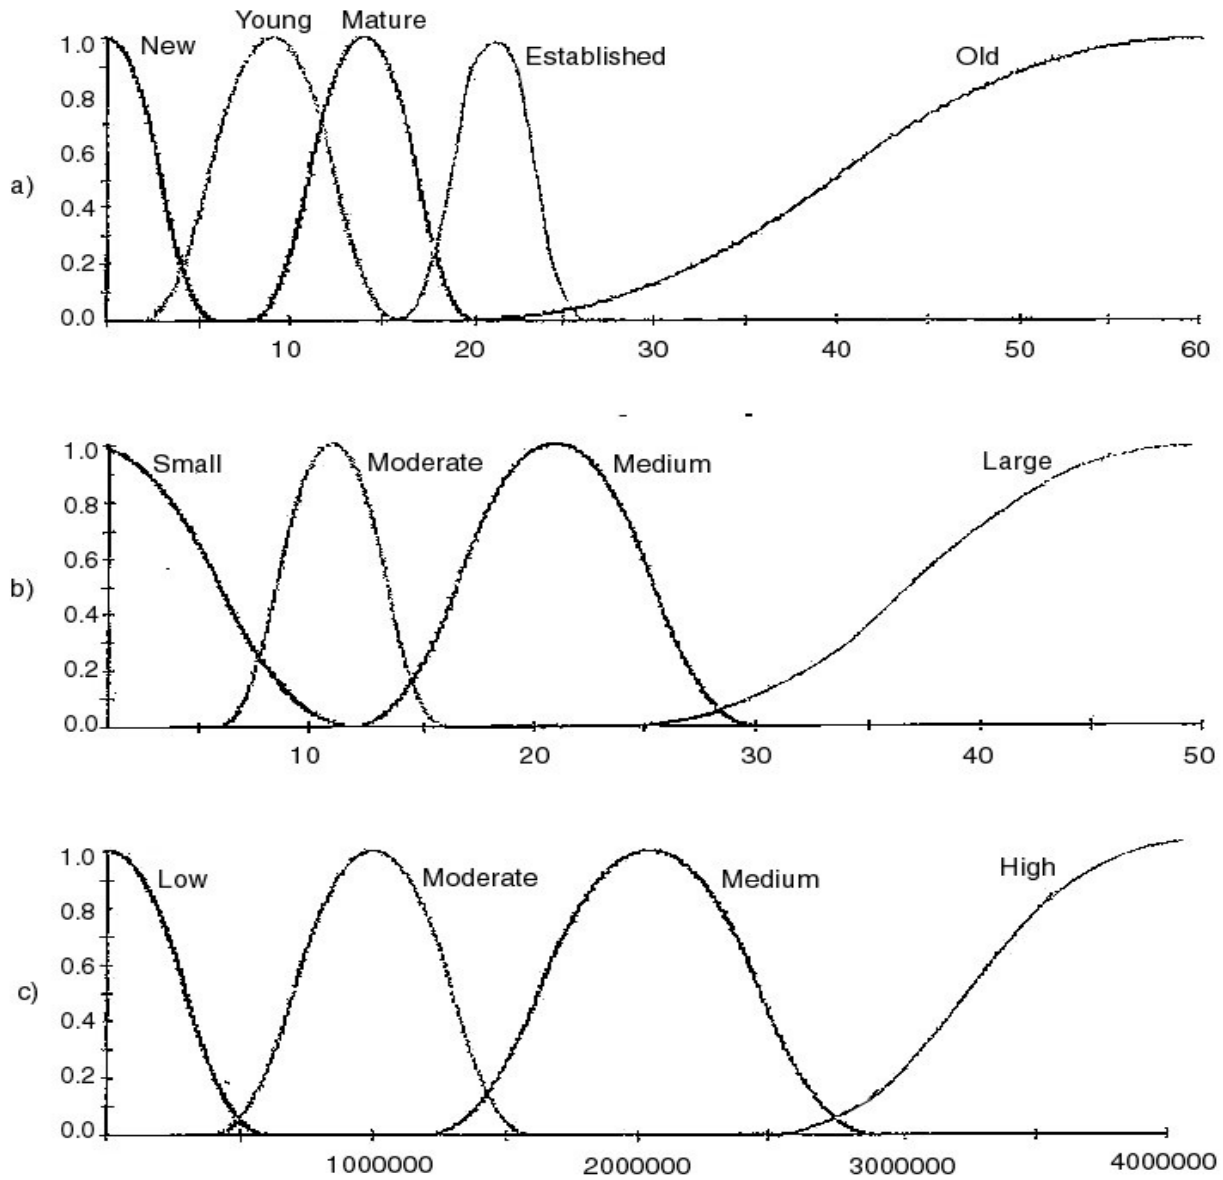 Young Mature
1.0 New Established Old
0.8
0.6
a)
0.4
0.2
0.0
10 20 30 40 50 60
1.0 Small Moderate Medium Large
0.8
0.6
b)
0.4
0.2
0.0
10 20 30 40 50
1.0 Low Moderate Medium High
0.8
0.6
c)
0.4
0.2
0.0
1000000 2000000 3000000 4000000